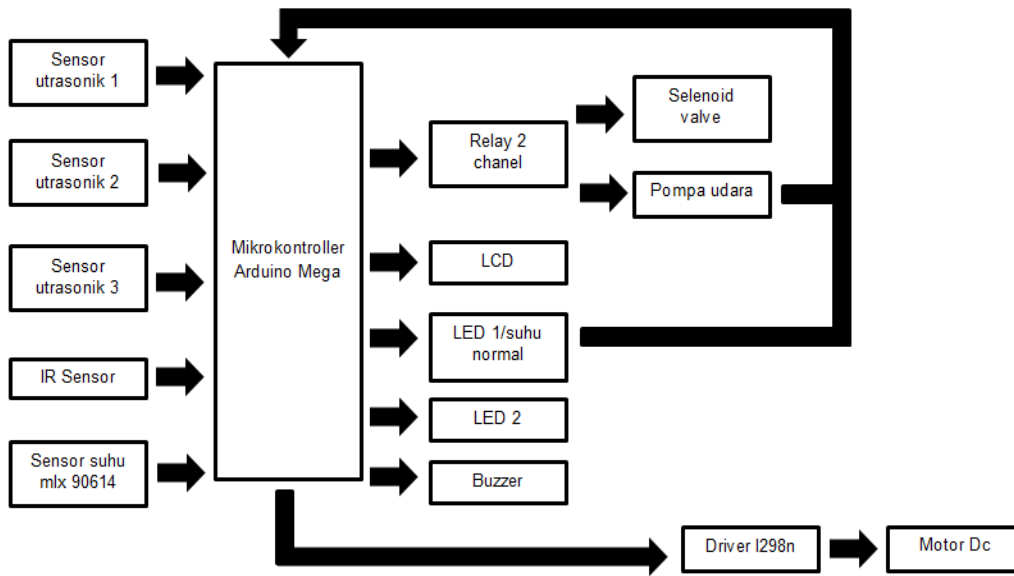 Sensor
utrasonik 1
Sensor
utrasonik 2
Sensor
utrasonik 3
IR Sensor
Sensor suhu
mlx 90614
Mikrokontroller
Arduino Mega
Relay 2
chanel
Selenoid
valve
Pompa udara
LCD
LED 1/suhu
normal
LED 2
Buzzer
Driver l298n
Motor Dc